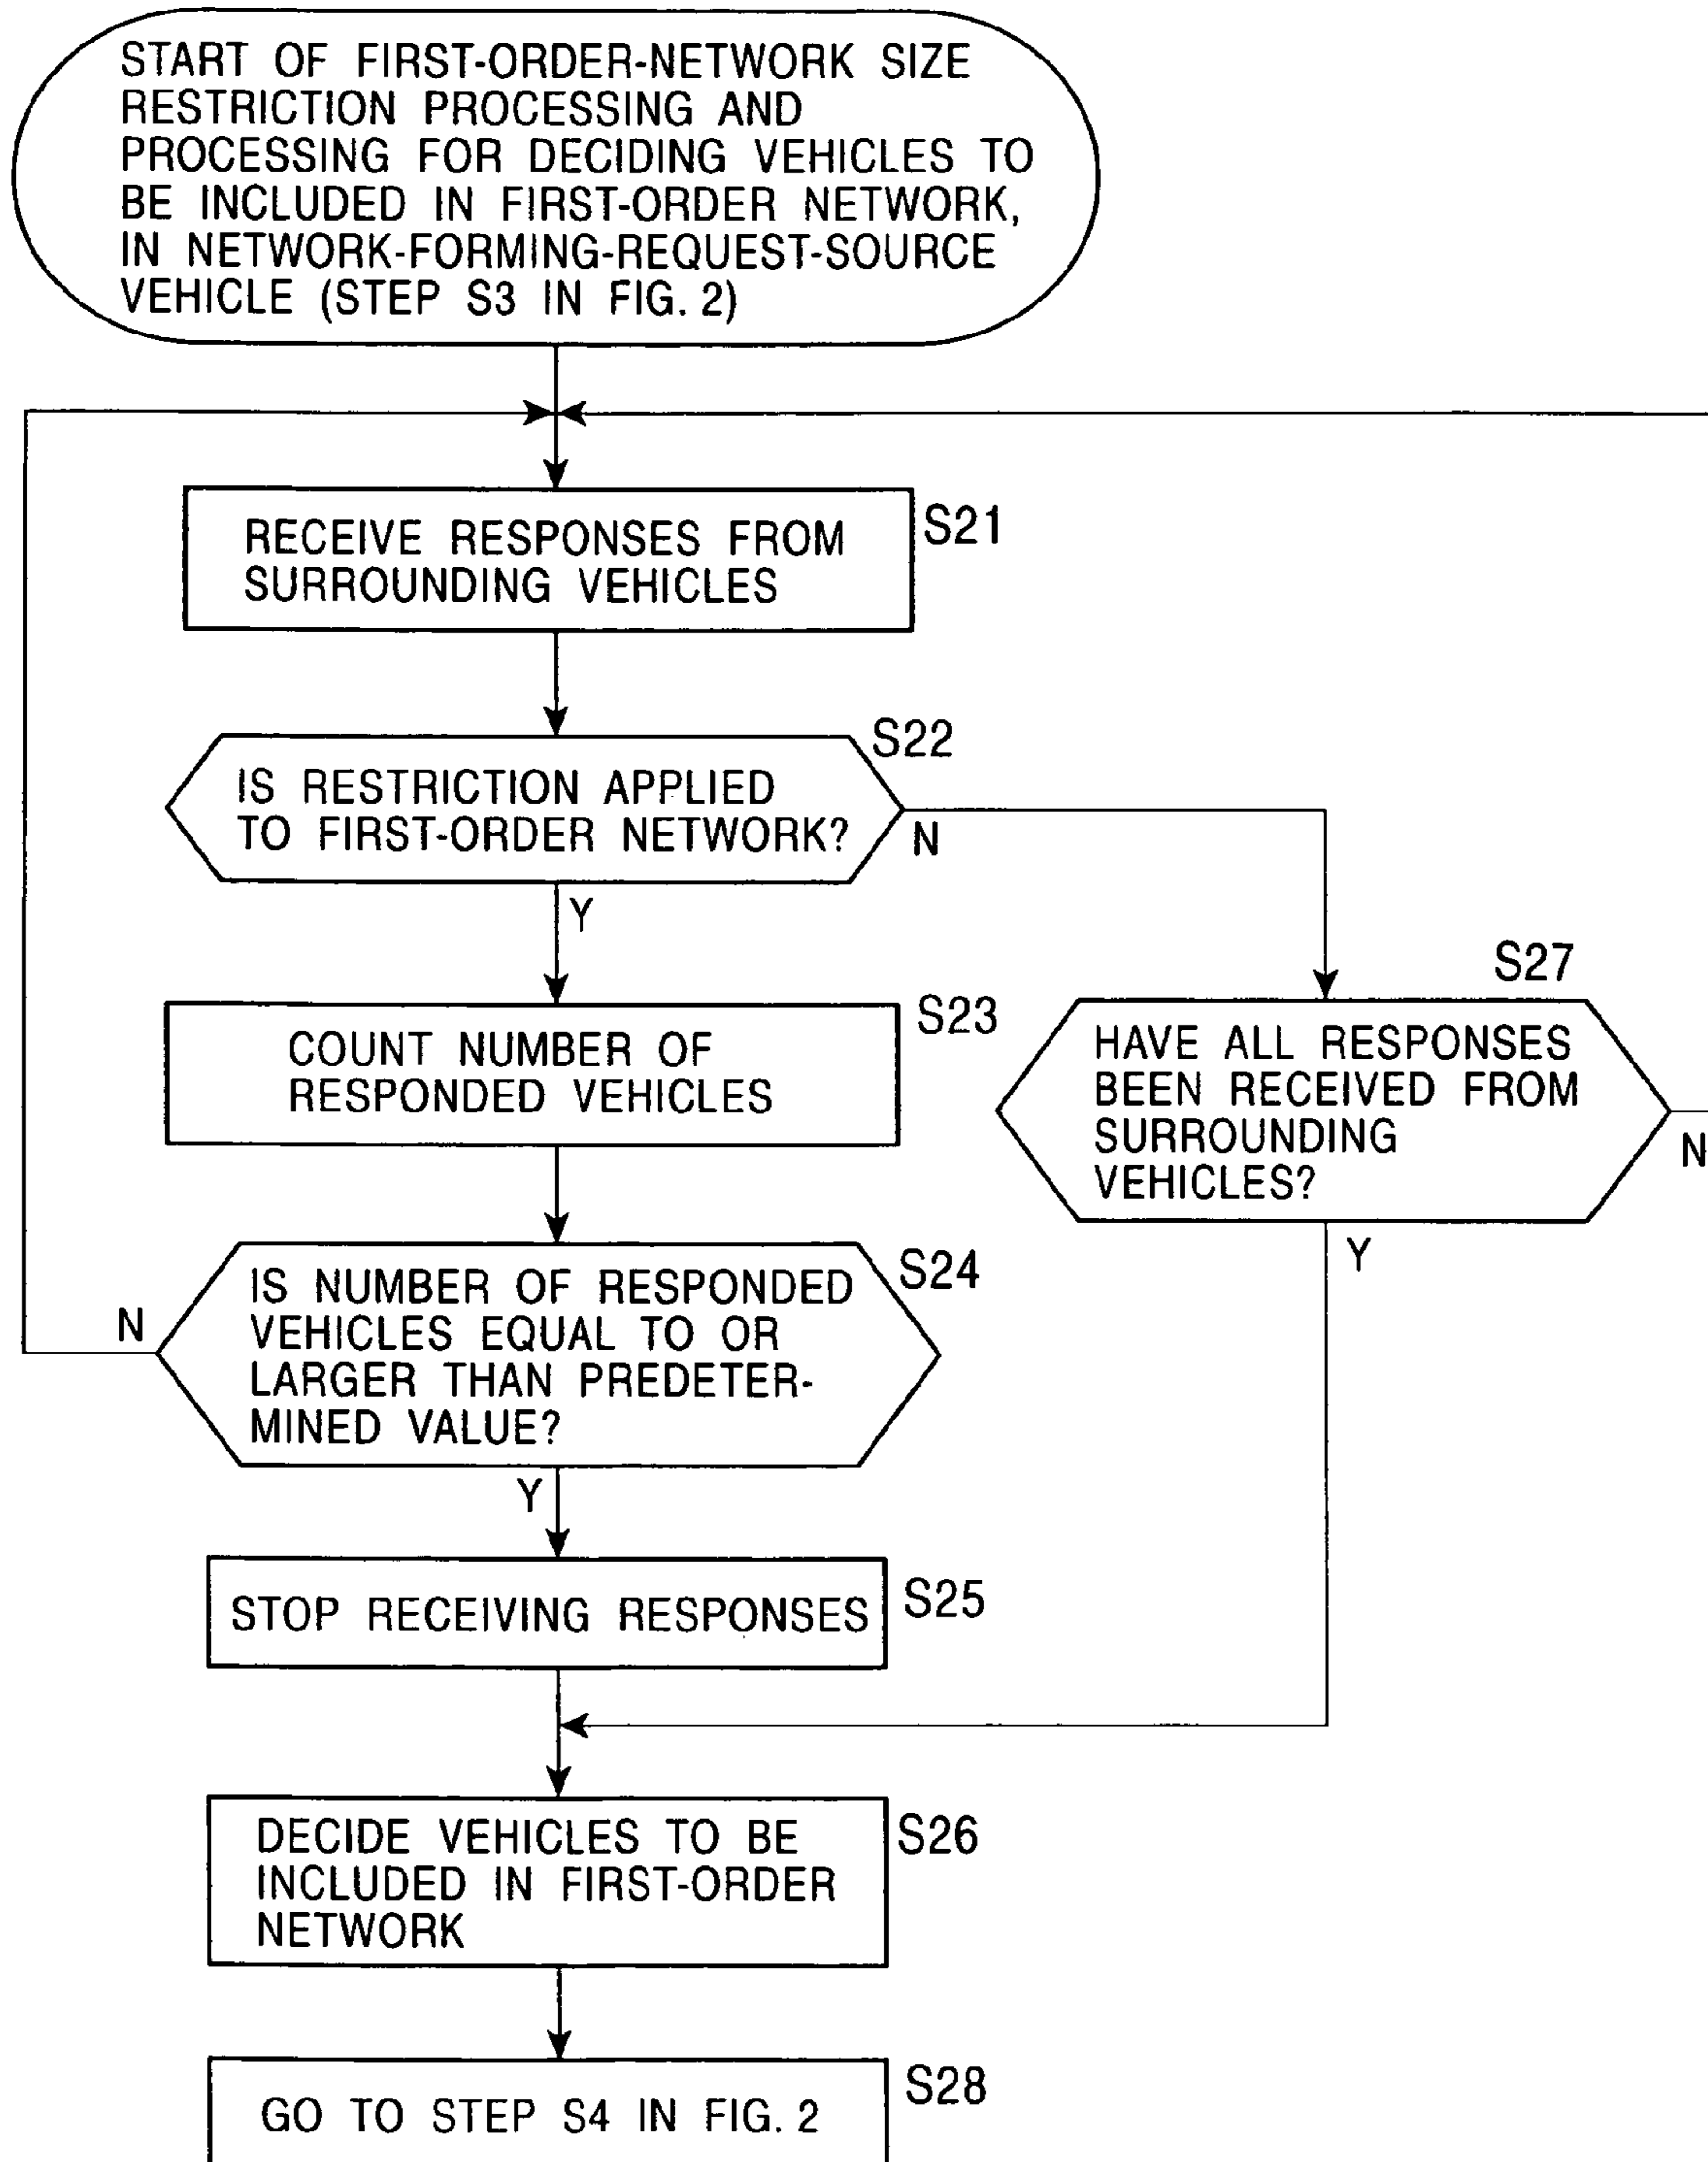 START OF FIRST-ORDER-NETWORK SIZE
RESTRICTION PROCESSING AND
PROCESSING FOR DECIDING VEHICLES TO
BE INCLUDED IN FIRST-ORDER NETWORK,
IN NETWORK-FORMING-REQUEST-SOURCE
VEHICLE (STEP S3 IN FIG. 2)
S21
RECEIVE RESPONSES FROM
SURROUNDING VEHICLES
S22
IS RESTRICTION APPLIED
TO FIRST-ORDER NETWORK?
N
Y
S23
COUNT NUMBER OF
RESPONDED VEHICLES
S27
HAVE ALL RESPONSES
BEEN RECEIVED FROM
SURROUNDING
VEHICLES?
N
Y
S24
IS NUMBER OF RESPONDED
VEHICLES EQUAL TO OR
LARGER THAN PREDETER-
MINED VALUE?
N
Y
S25
STOP RECEIVING RESPONSES
S26
DECIDE VEHICLES TO BE
INCLUDED IN FIRST-ORDER
NETWORK
S28
GO TO STEP S4 IN FIG. 2